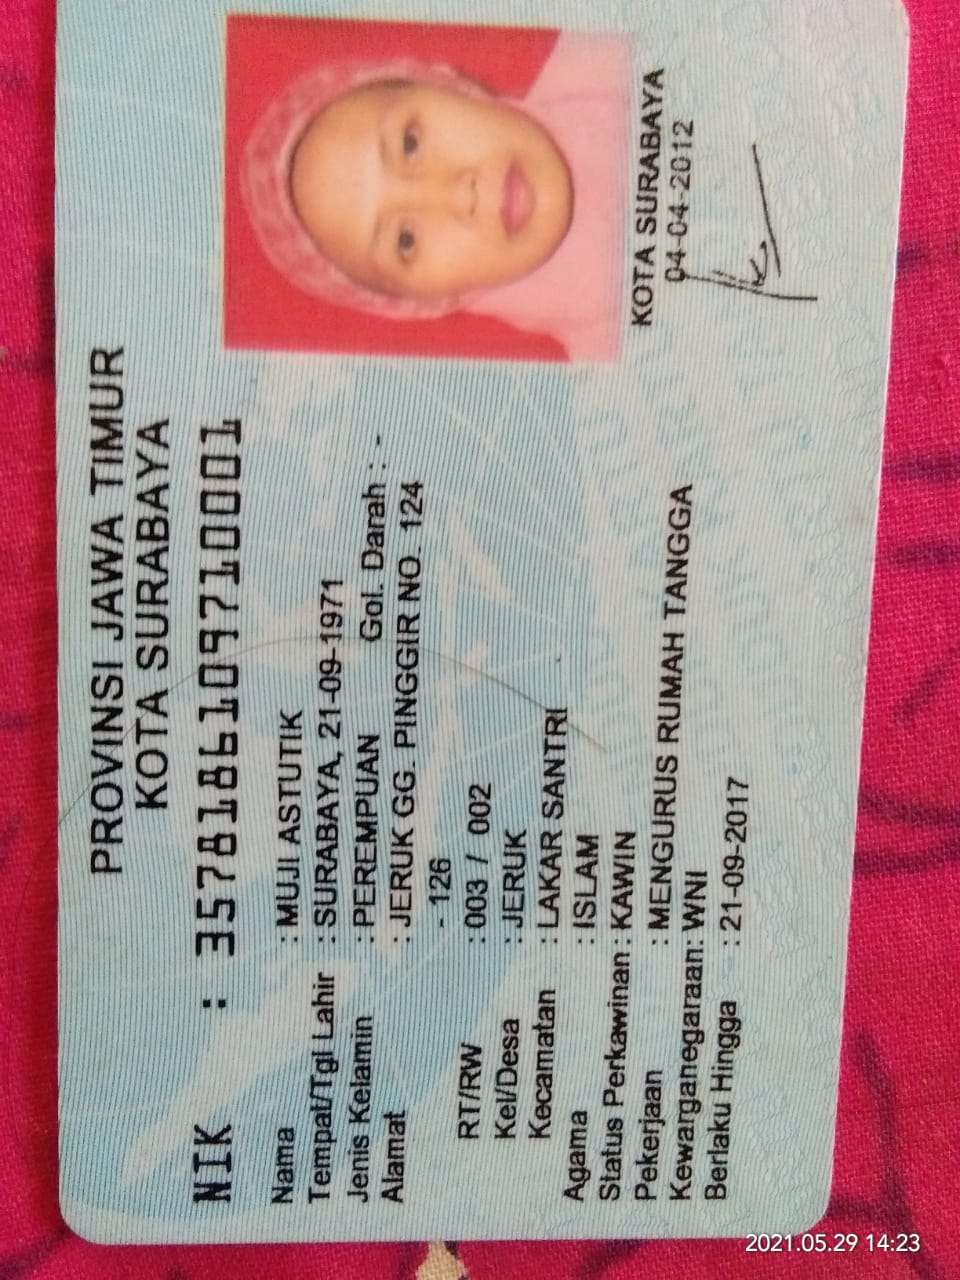 PROVINSI JAWA TIMUR
KOTA SURABAYA
NIK : 3578186109710001
Nama : MUJI ASTUTIK
Tempat/Tgl Lahir : SURABAYA, 21-09-1971
Jenis Kelamin : PEREMPUAN Gol. Darah : -
Alamat : JERUK GG. PINGGIR NO. 124
- 126
RT/RW : 003 / 002
Kel/Desa : JERUK
Kecamatan : LAKAR SANTRI
Agama : ISLAM
Status Perkawinan : KAWIN
Pekerjaan : MENGURUS RUMAH TANGGA
Kewarganegaraan: WNI
Berlaku Hingga : 21-09-2017
KOTA SURABAYA
04-04-2012
2021.05.29 14:23